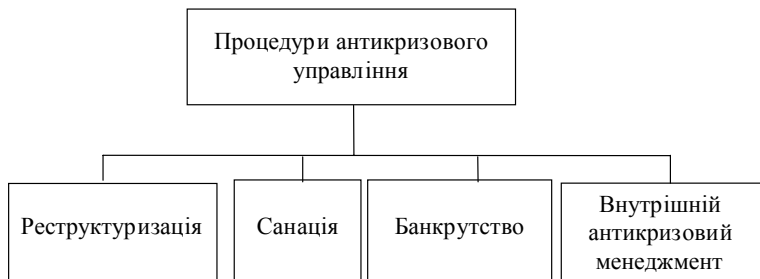 Процедури антикризового
управління
Реструктуризація
Санація
Банкрутство
Внутрішній
антикризовий
менеджмент